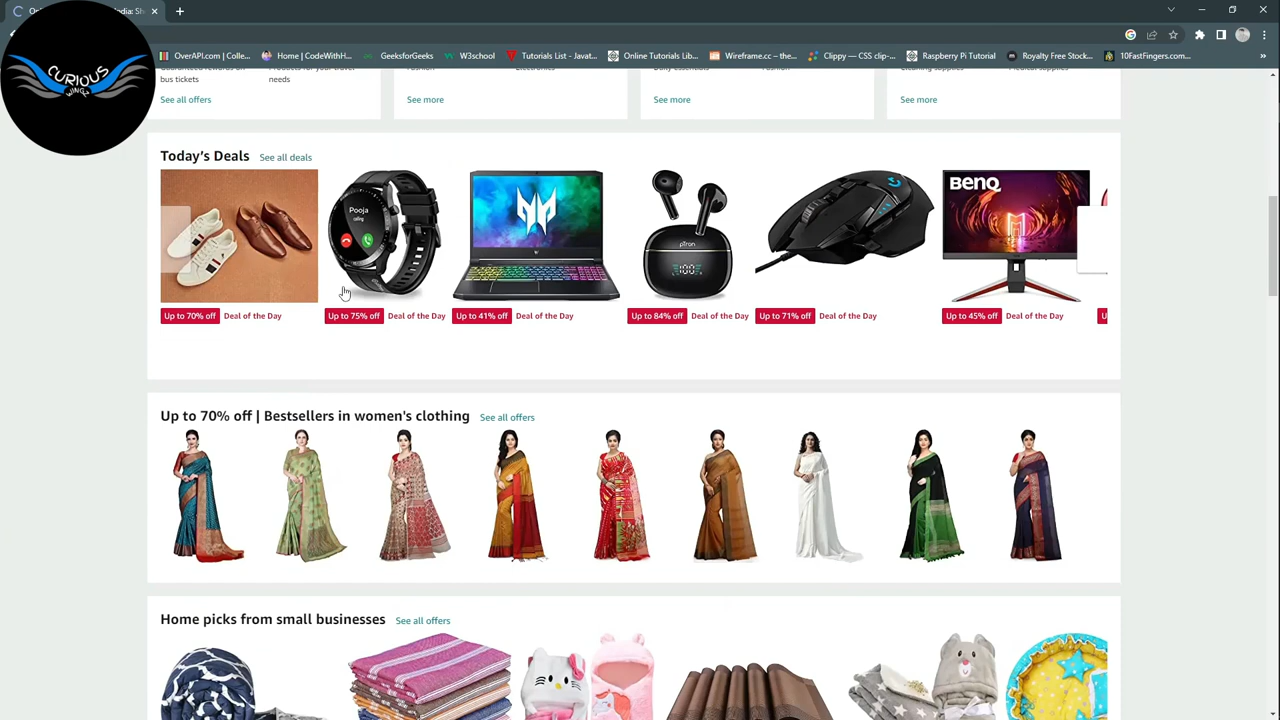 OverAPI.com | Colle...
Home | CodeWithH...
GeeksforGeeks
W3school
Tutorials List - Javat...
Online Tutorials Lib...
Wireframe.cc – the...
Clippy — CSS clip-...
Raspberry Pi Tutorial
Royalty Free Stock...
10FastFingers.com...
»
CURIOUS
WINGZ
bus tickets
needs
See all offers
See more
See more
See more
Today's Deals See all deals
Pooja
calling
pTron
100
BENQ
Up to 70% off Deal of the Day
Up to 75% off Deal of the Day
Up to 41% off Deal of the Day
Up to 84% off Deal of the Day
Up to 71% off Deal of the Day
Up to 45% off Deal of the Day
Up to 70% off | Bestsellers in women's clothing See all offers
Home picks from small businesses See all offers